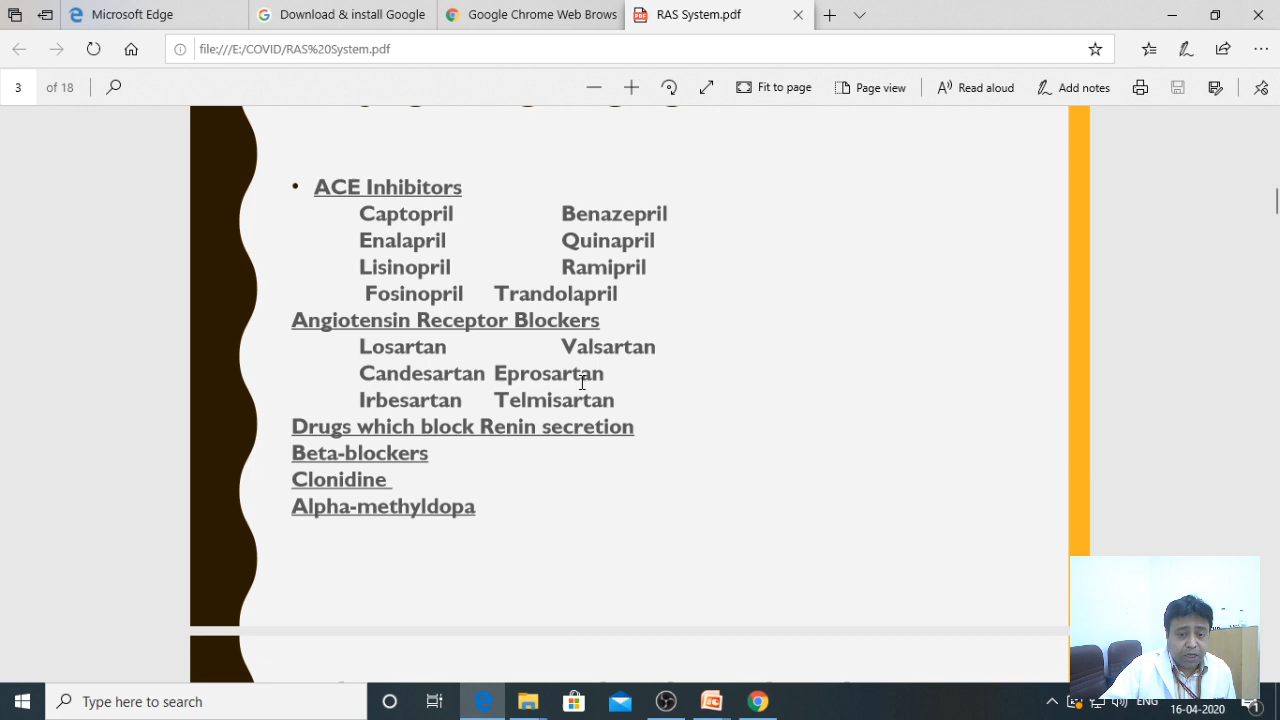 Microsoft Edge
Download & install Google
Google Chrome Web Brows
RAS System.pdf
file:///E:/COVID/RAS%20System.pdf
3 of 18
Fit to page
Page view
Read aloud
Add notes
• ACE Inhibitors
Captopril Benazepril
Enalapril Quinapril
Lisinopril Ramipril
Fosinopril Trandolapril
Angiotensin Receptor Blockers
Losartan Valsartan
Candesartan Eprosartan
Irbesartan Telmisartan
Drugs which block Renin secretion
Beta-blockers
Clonidine
Alpha-methyldopa
Type here to search
ENG
16-04-2020